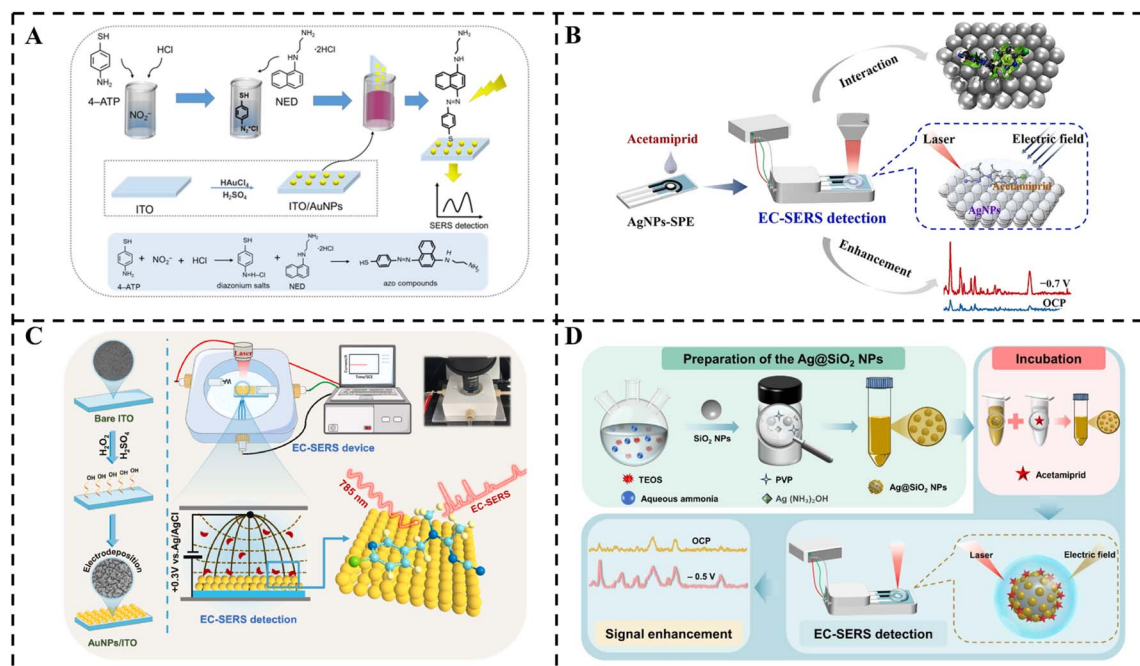 A
SH
HCl
NH₂
4–ATP
NO₂⁻
SH
N₂⁺Cl
NH₂
HN
·2HCl
NED
NH₂
NH
N=N
S
HAuCl₄
H₂SO₄
ITO
ITO/AuNPs
SERS detection
SH
NH₂
4–ATP
+ NO₂⁻ + HCl
SH
N=N–Cl
diazonium salts
+
NH₂
HN
·2HCl
NED
HS
N=N
H
N
NH₂
azo compounds
B
Interaction
Acetamiprid
AgNPs-SPE
EC-SERS detection
Laser
Electric field
Acetamiprid
AgNPs
Enhancement
−0.7 V
OCP
C
Bare ITO
H₂O₂
H₂SO₄
OH OH OH OH OH
Electrodeposition
AuNPs/ITO
Laser
Current/A
Time/SCE
EC-SERS device
785 nm
EC-SERS
+0.3V vs.Ag/AgCl
EC-SERS detection
D
Preparation of the Ag@SiO₂ NPs
SiO₂ NPs
TEOS
Aqueous ammonia
PVP
Ag (NH₃)₂OH
Ag@SiO₂ NPs
Incubation
Acetamiprid
OCP
− 0.5 V
Signal enhancement
EC-SERS detection
Laser
Electric field